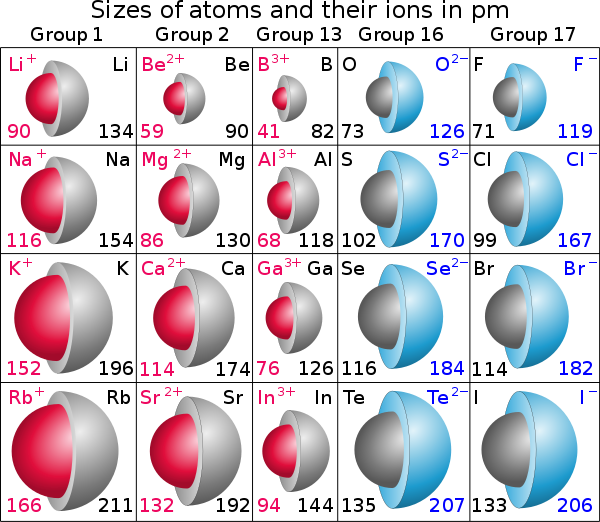 Sizes of atoms and their ions in pm
Group 1 Group 2 Group 13 Group 16 Group 17
Li⁺ Li Be²⁺ Be B³⁺ B O O²⁻ F F⁻
90 134 59 90 41 82 73 126 71 119
Na⁺ Na Mg²⁺ Mg Al³⁺ Al S S²⁻ Cl Cl⁻
116 154 86 130 68 118 102 170 99 167
K⁺ K Ca²⁺ Ca Ga³⁺ Ga Se Se²⁻ Br Br⁻
152 196 114 174 76 126 116 184 114 182
Rb⁺ Rb Sr²⁺ Sr In³⁺ In Te Te²⁻ I I⁻
166 211 132 192 94 144 135 207 133 206